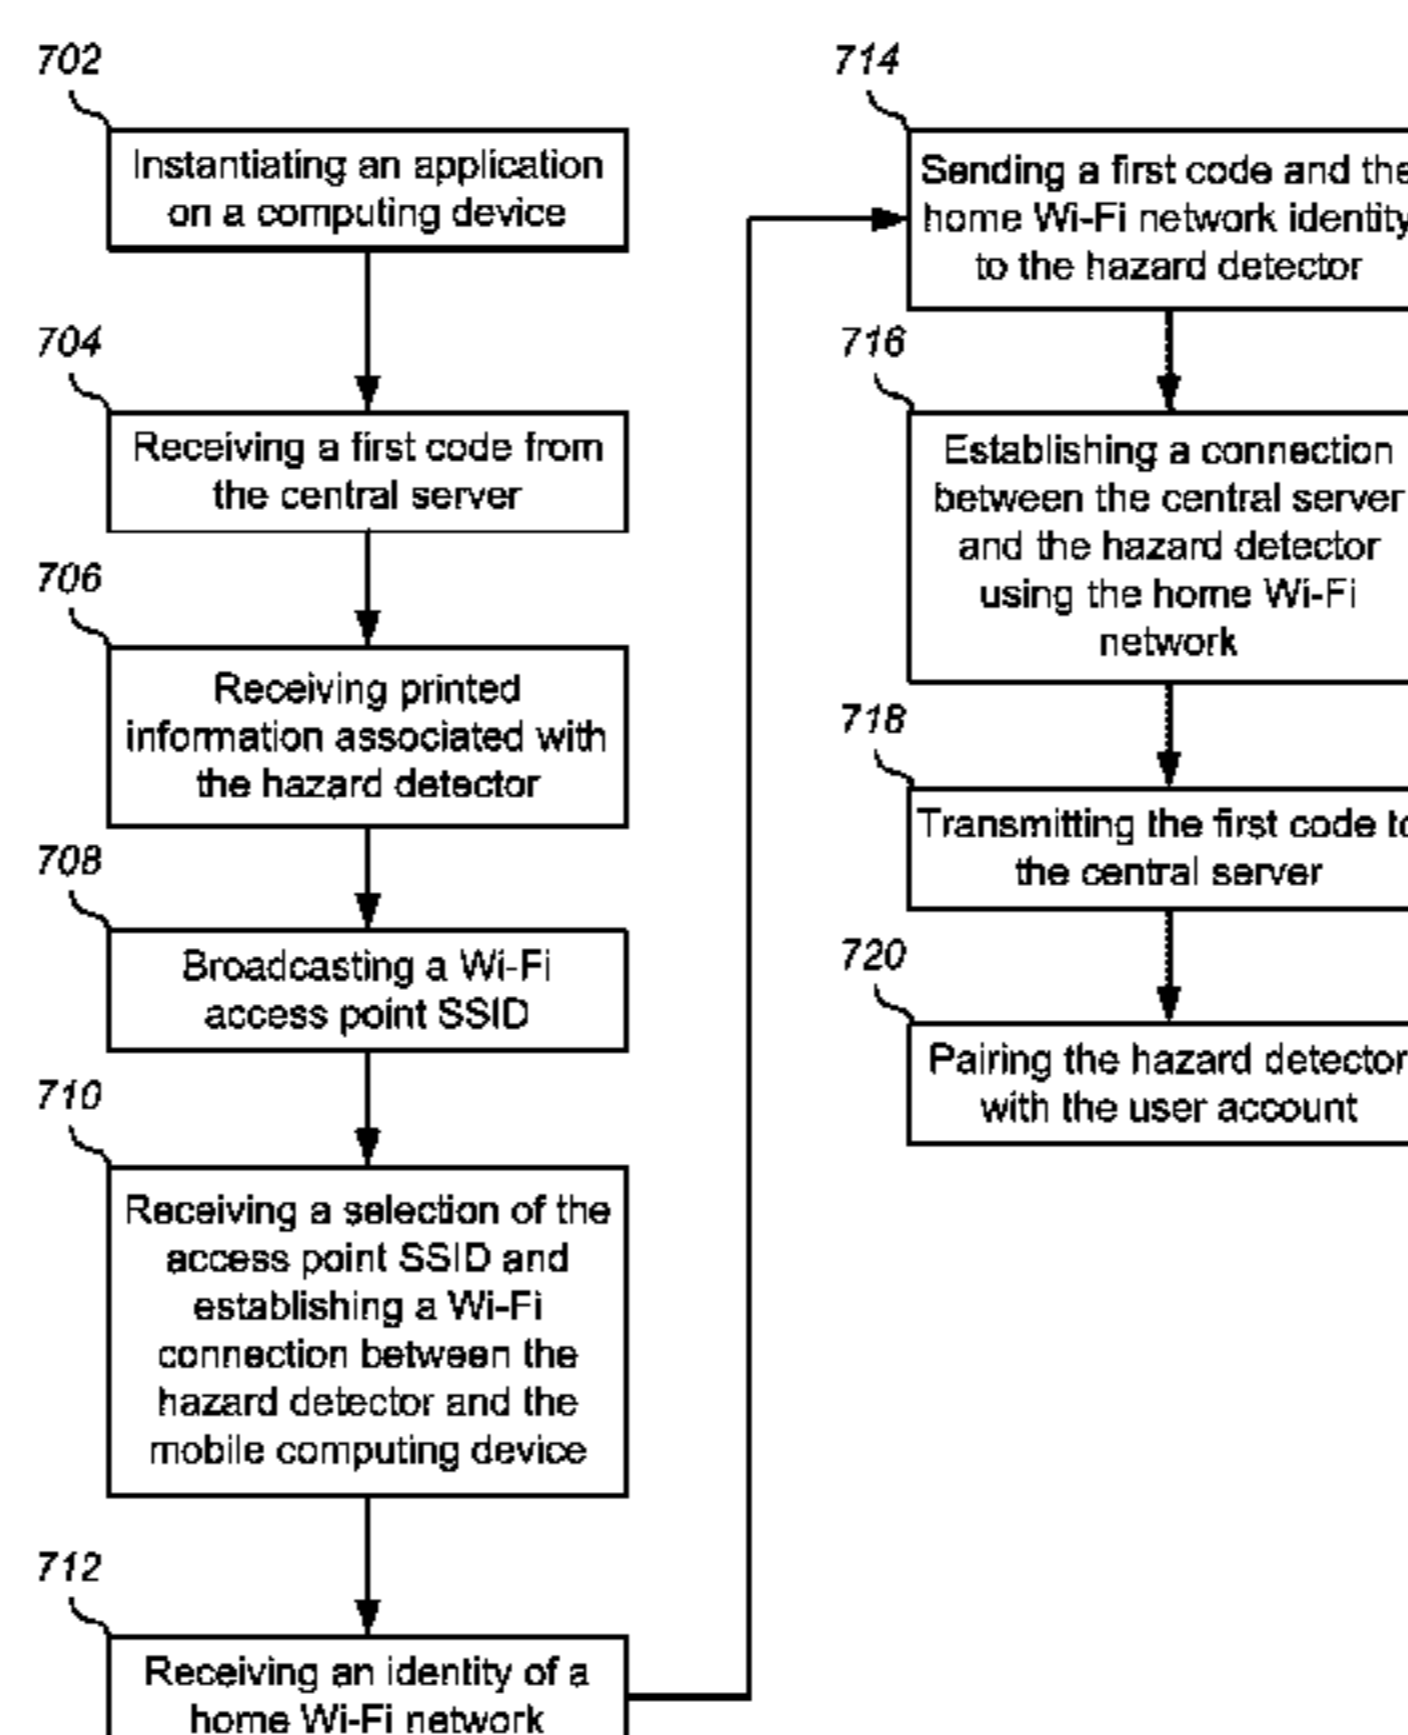 702
Instantiating an application
on a computing device
704
Receiving a first code from
the central server
706
Receiving printed
information associated with
the hazard detector
708
Broadcasting a Wi-Fi
access point SSID
710
Receiving a selection of the
access point SSID and
establishing a Wi-Fi
connection between the
hazard detector and the
mobile computing device
712
Receiving an identity of a
home Wi-Fi network
714
Sending a first code and the
home Wi-Fi network identity
to the hazard detector
716
Establishing a connection
between the central server
and the hazard detector
using the home Wi-Fi
network
718
Transmitting the first code to
the central server
720
Pairing the hazard detector
with the user account